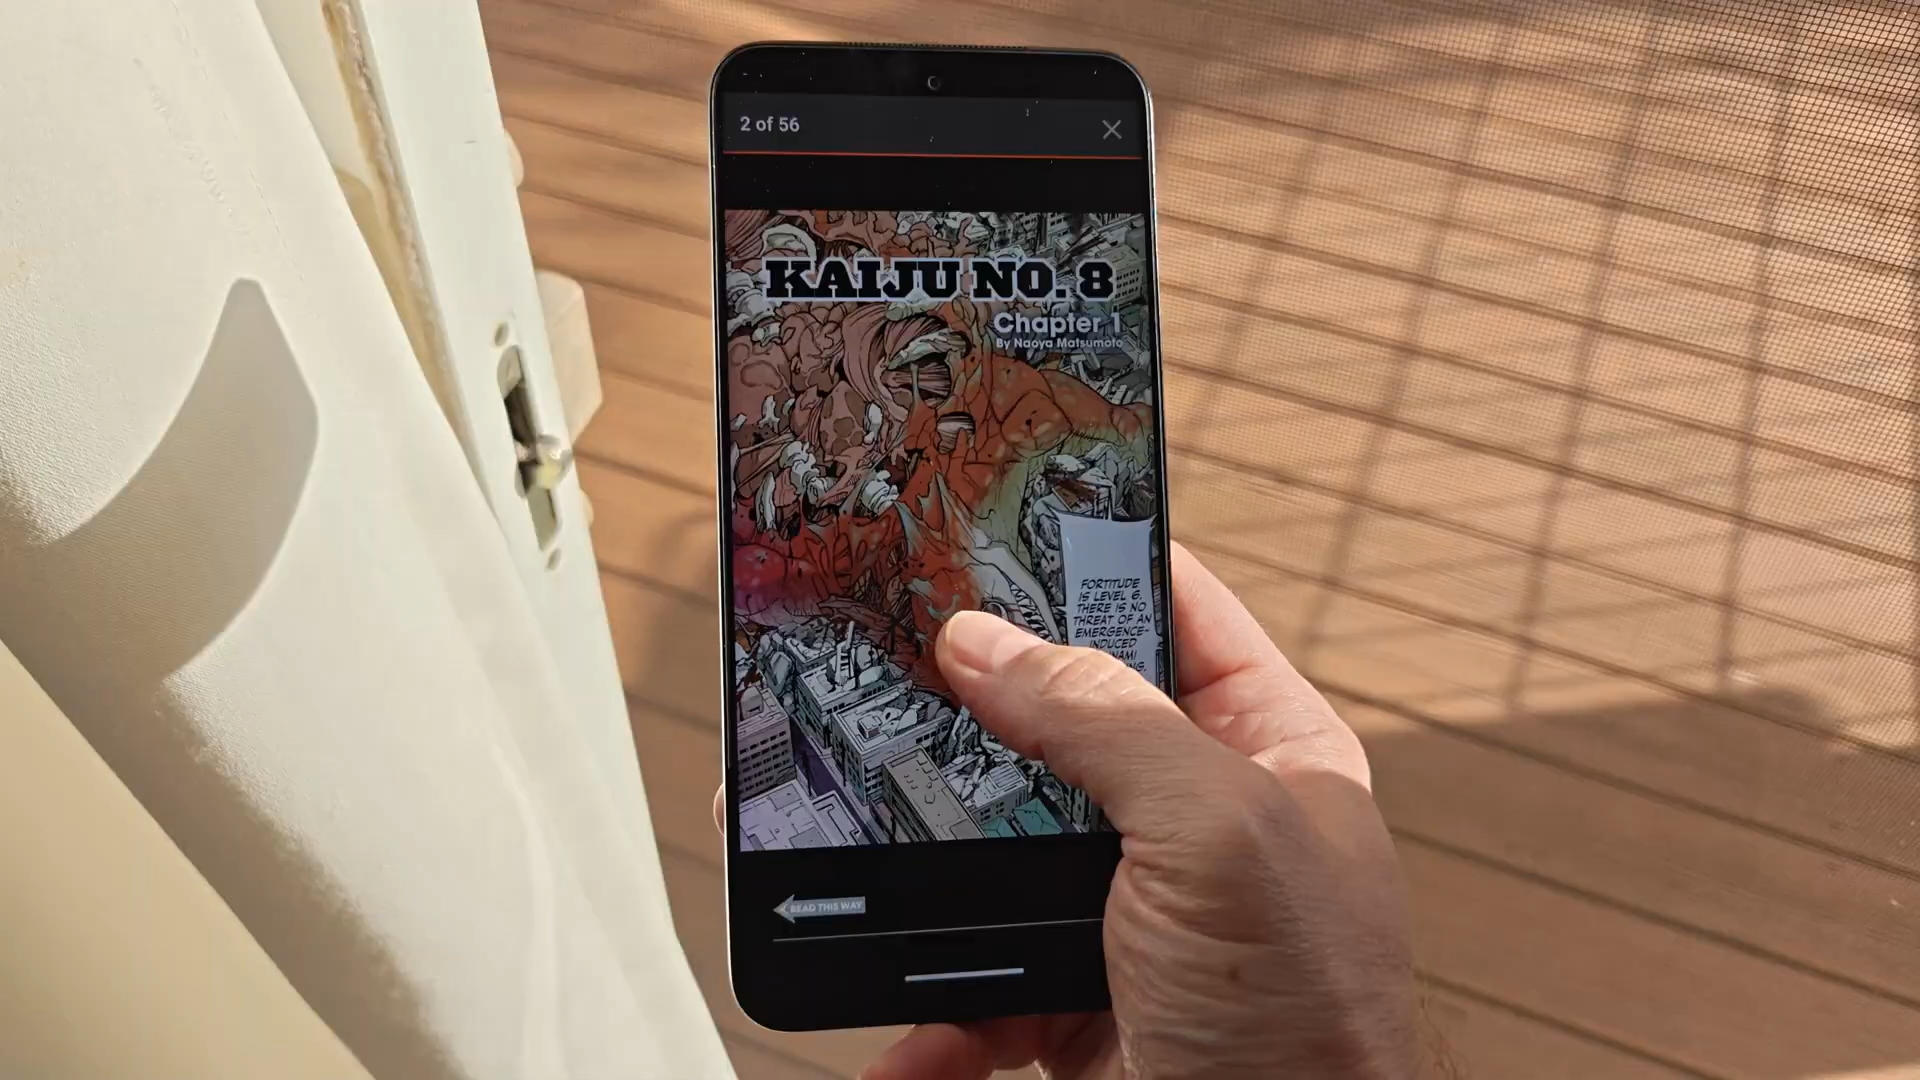 2 of 56
KAIJU NO. 8
Chapter 1
By Naoya Matsumoto
FORTITUDE
IS LEVEL 6.
THERE IS NO
THREAT OF AN
EMERGENCE-
INDUCED
READ THIS WAY